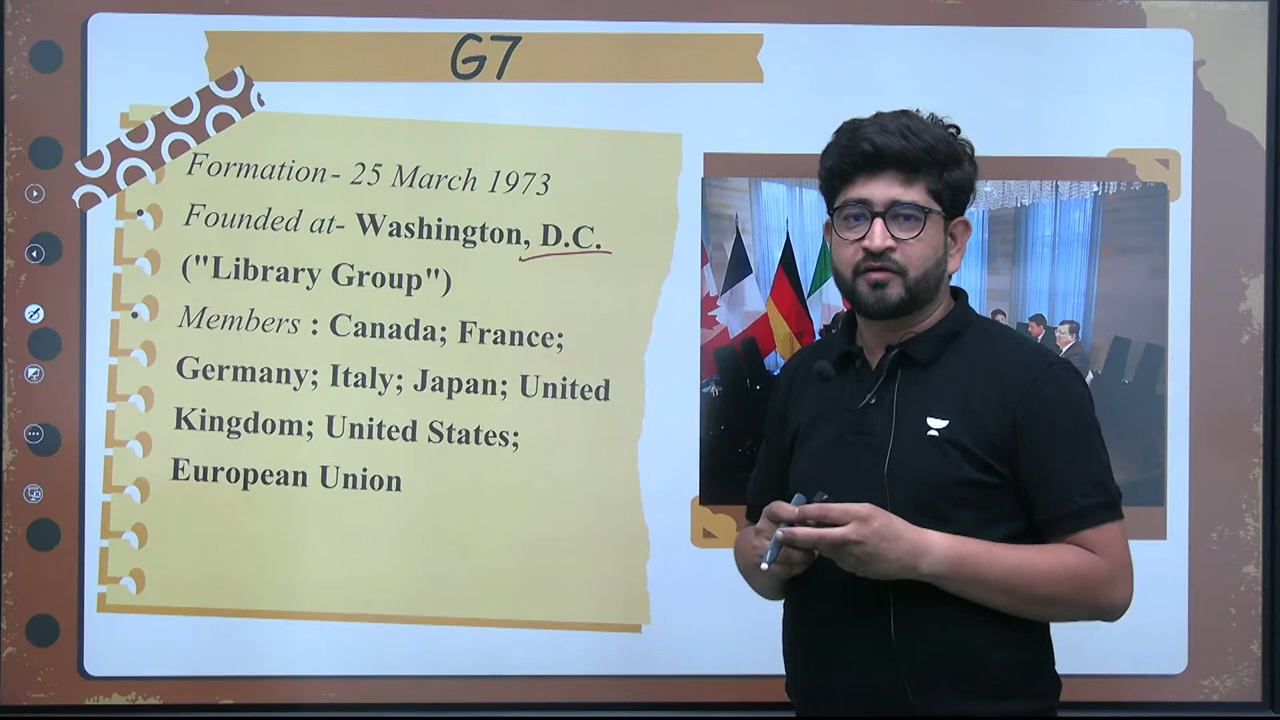 G7
Formation- 25 March 1973
Founded at- Washington, D.C.
("Library Group")
Members : Canada; France;
Germany; Italy; Japan; United
Kingdom; United States;
European Union